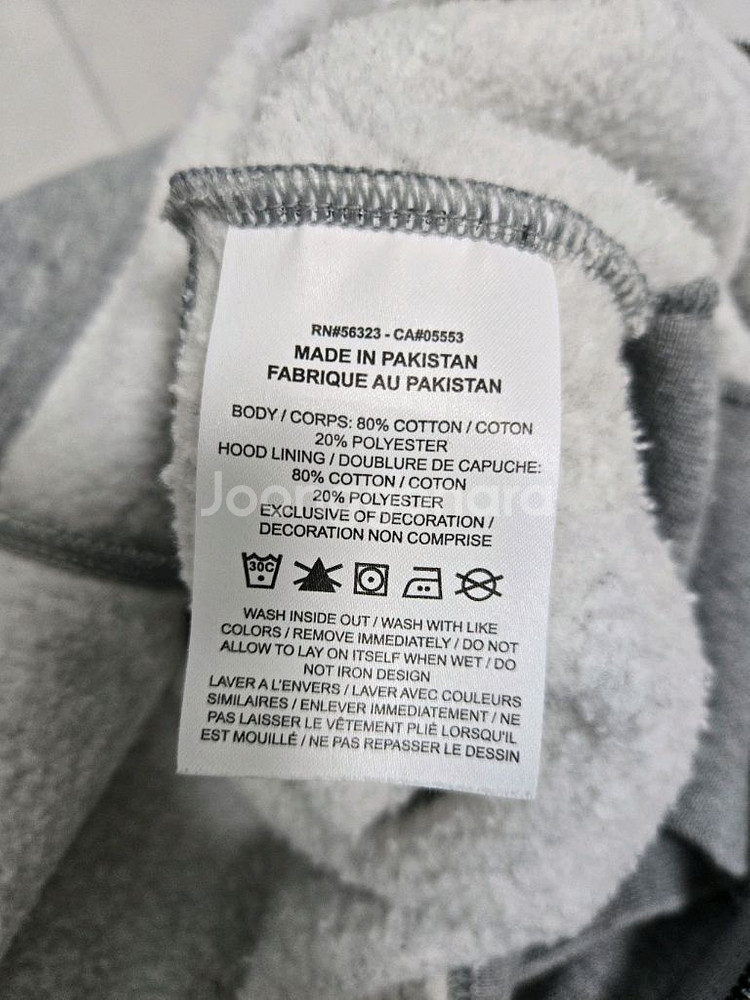 RN#56323 - CA#05553
MADE IN PAKISTAN
FABRIQUE AU PAKISTAN
BODY / CORPS: 80% COTTON / COTON
20% POLYESTER
HOOD LINING / DOUBLURE DE CAPUCHE:
80% COTTON / COTON
20% POLYESTER
EXCLUSIVE OF DECORATION /
DECORATION NON COMPRISE
30C
WASH INSIDE OUT / WASH WITH LIKE
COLORS / REMOVE IMMEDIATELY / DO NOT
ALLOW TO LAY ON ITSELF WHEN WET / DO
NOT IRON DESIGN
LAVER A L'ENVERS / LAVER AVEC COULEURS
SIMILAIRES / ENLEVER IMMEDIATEMENT / NE
PAS LAISSER LE VÊTEMENT PLIÉ LORSQU'IL
EST MOUILLÉ / NE PAS REPASSER LE DESSIN